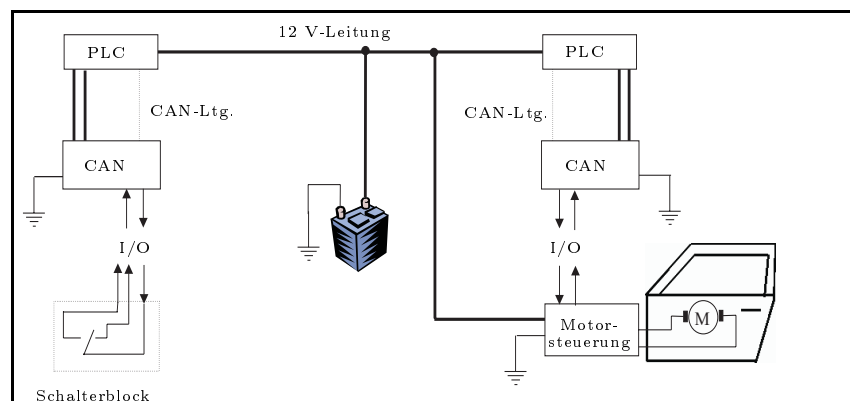 12 V-Leitung
PLC
PLC
CAN-Ltg.
CAN-Ltg.
CAN
CAN
I/O
I/O
Motor-
steuerung
M
Schalterblock